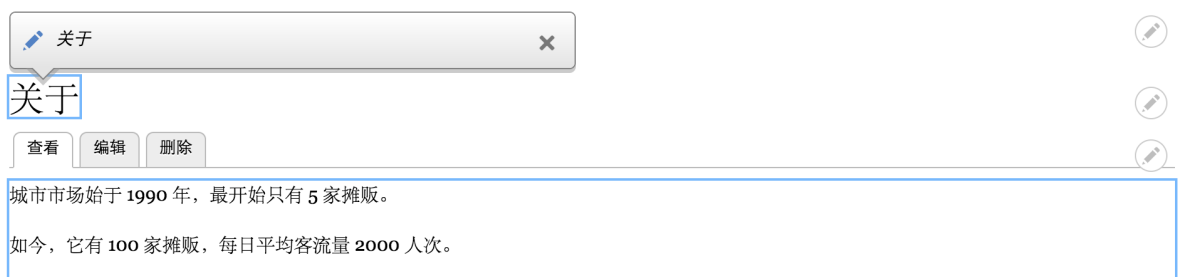 关于
关于
查看 编辑 删除
城市市场始于 1990 年，最开始只有 5 家摊贩。
如今，它有 100 家摊贩，每日平均客流量 2000 人次。